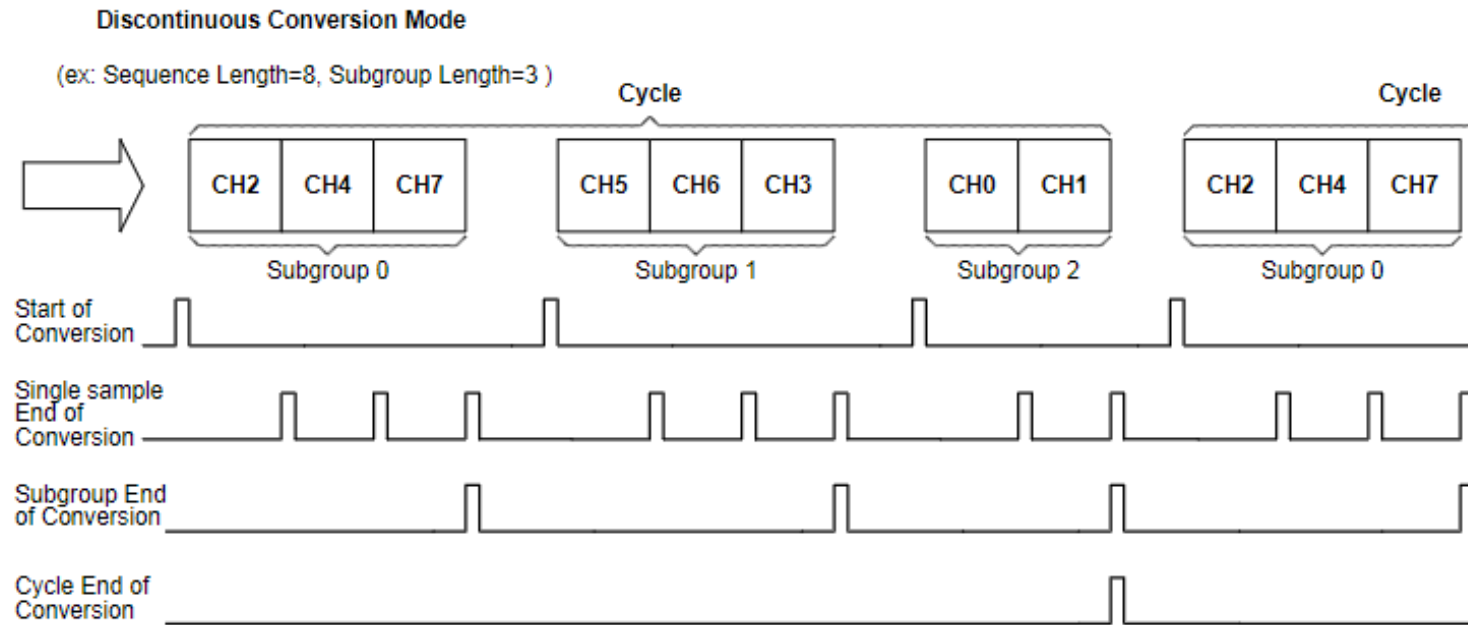 Discontinuous Conversion Mode
(ex: Sequence Length=8, Subgroup Length=3 )
Cycle
Cycle
CH2 CH4 CH7 CH5 CH6 CH3 CH0 CH1 CH2 CH4 CH7
Subgroup 0 Subgroup 1 Subgroup 2 Subgroup 0
Start of
Conversion
Single sample
End of
Conversion
Subgroup End
of Conversion
Cycle End of
Conversion